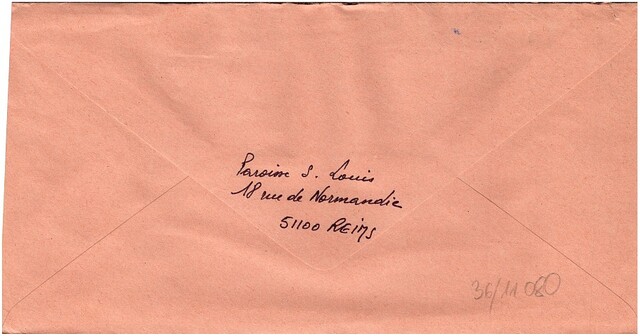 Paroisse S. Louis
18 rue de Normandie
51100 REIMS
36/11 080